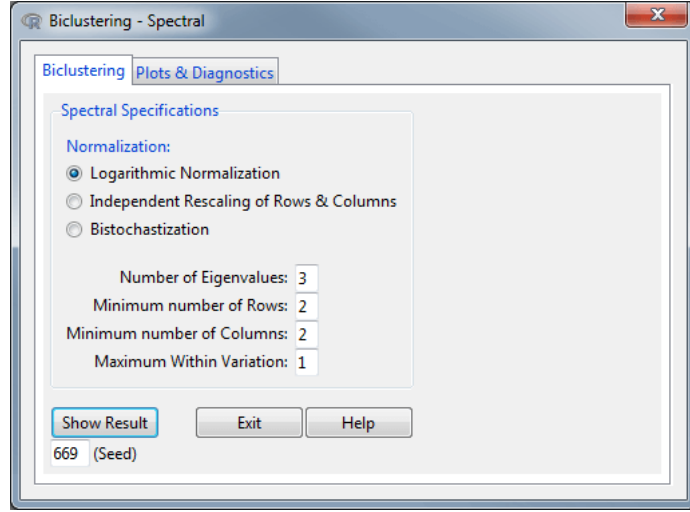 Biclustering - Spectral
Biclustering Plots & Diagnostics
Spectral Specifications
Normalization:
Logarithmic Normalization
Independent Rescaling of Rows & Columns
Bistochastization
Number of Eigenvalues: 3
Minimum number of Rows: 2
Minimum number of Columns: 2
Maximum Within Variation: 1
Show Result Exit Help
669 (Seed)